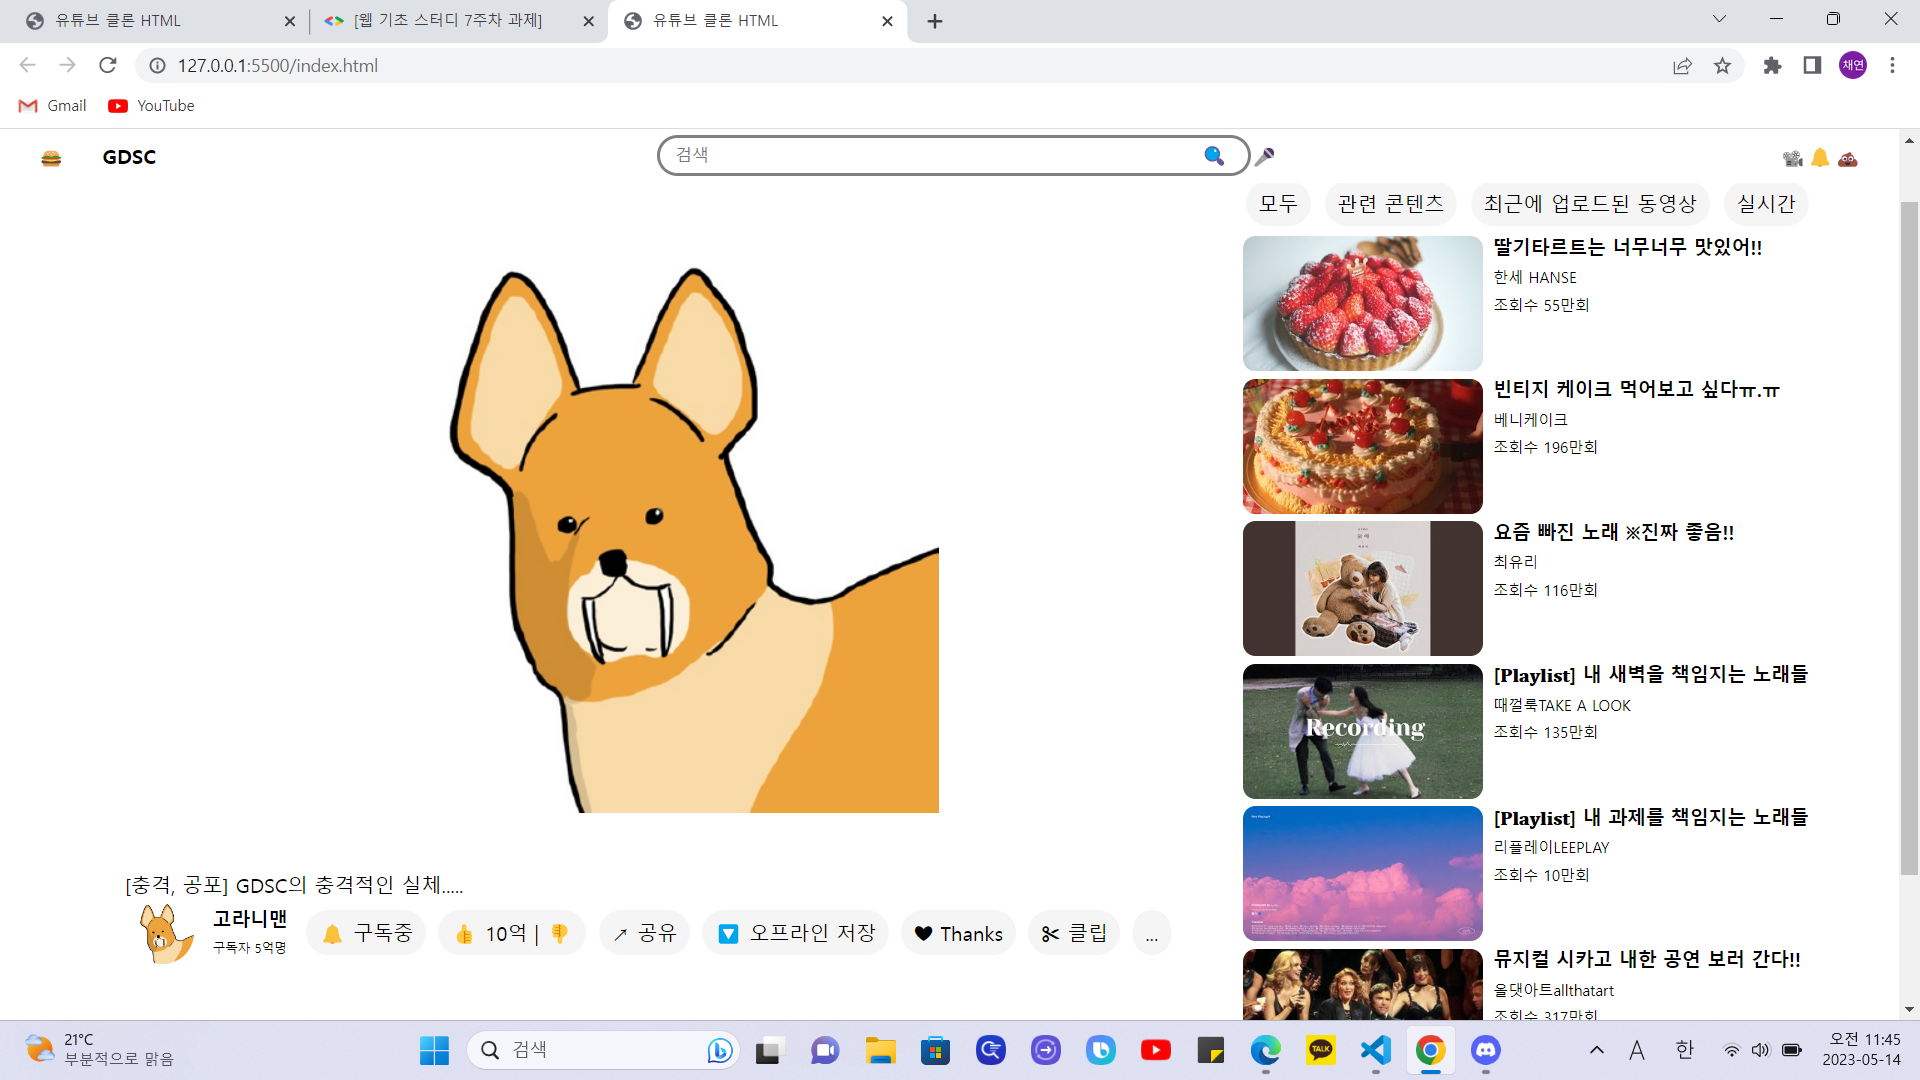 유튜브 클론 HTML
[웹 기초 스터디 7주차 과제]
유튜브 클론 HTML
127.0.0.1:5500/index.html
채연
Gmail
YouTube
GDSC
검색
모두
관련 콘텐츠
최근에 업로드된 동영상
실시간
딸기타르트는 너무너무 맛있어!!
한세 HANSE
조회수 55만회
빈티지 케이크 먹어보고 싶다ㅠ.ㅠ
베니케이크
조회수 196만회
요즘 빠진 노래 ※진짜 좋음!!
최유리
조회수 116만회
Recording
[Playlist] 내 새벽을 책임지는 노래들
때껄룩TAKE A LOOK
조회수 135만회
[Playlist] 내 과제를 책임지는 노래들
리플레이LEEPLAY
조회수 10만회
뮤지컬 시카고 내한 공연 보러 간다!!
올댓아트allthatart
조회수 317만회
[충격, 공포] GDSC의 충격적인 실체.....
고라니맨
구독자 5억명
구독중
10억 |
공유
오프라인 저장
Thanks
클립
...
21°C
부분적으로 맑음
검색
TALK
A
한
오전 11:45
2023-05-14